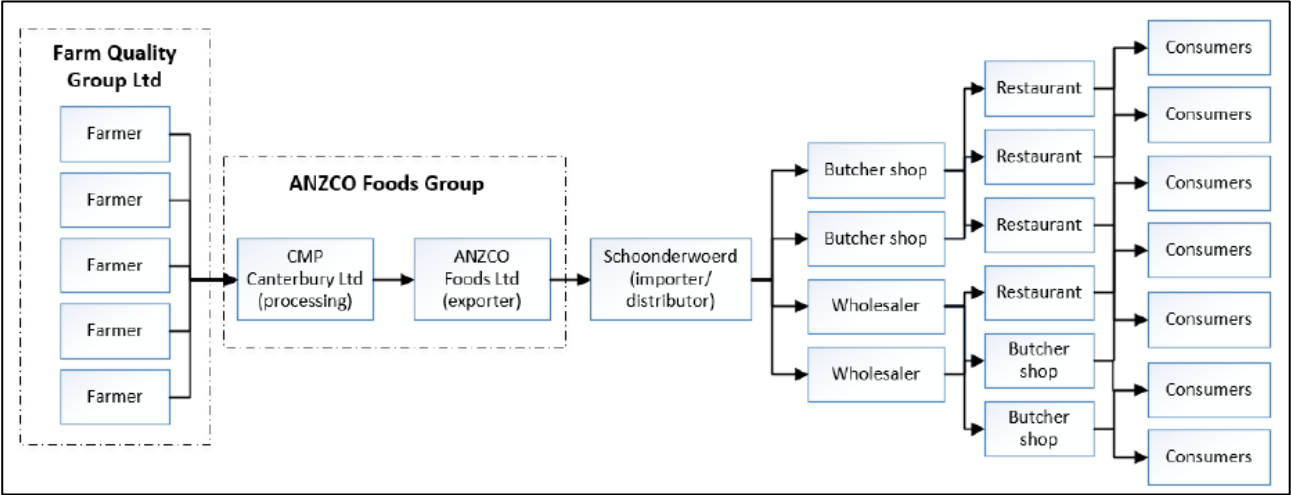 Farm Quality
Group Ltd
Farmer
Farmer
Farmer
Farmer
Farmer
ANZCO Foods Group
CMP
Canterbury Ltd
(processing)
ANZCO
Foods Ltd
(exporter)
Schoonderwoerd
(importer/
distributor)
Butcher shop
Butcher shop
Wholesaler
Wholesaler
Restaurant
Restaurant
Restaurant
Restaurant
Butcher
shop
Butcher
shop
Consumers
Consumers
Consumers
Consumers
Consumers
Consumers
Consumers